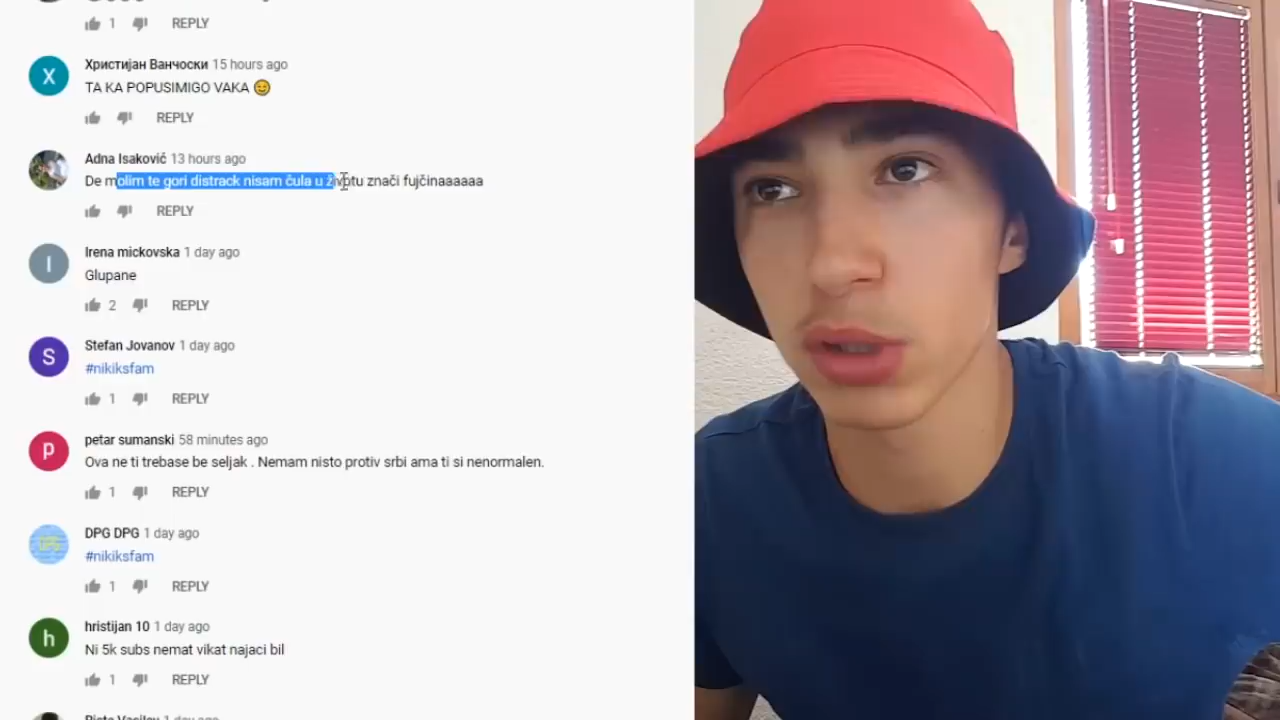 1 REPLY
Христијан Ванчоски 15 hours ago
TA KA POPUSIMIGO VAKA 😉
REPLY
Adna Isaković 13 hours ago
De molim te gori distrack nisam čula u životu znači fujčinaaaaaa
REPLY
Irena mickovska 1 day ago
Glupane
2 REPLY
Stefan Jovanov 1 day ago
#nikiksfam
1 REPLY
petar sumanski 58 minutes ago
Ova ne ti trebase be seljak . Nemam nisto protiv srbi ama ti si nenormalen.
1 REPLY
DPG DPG 1 day ago
#nikiksfam
1 REPLY
hristijan 10 1 day ago
Ni 5k subs nemat vikat najaci bil
1 REPLY
1 day ago